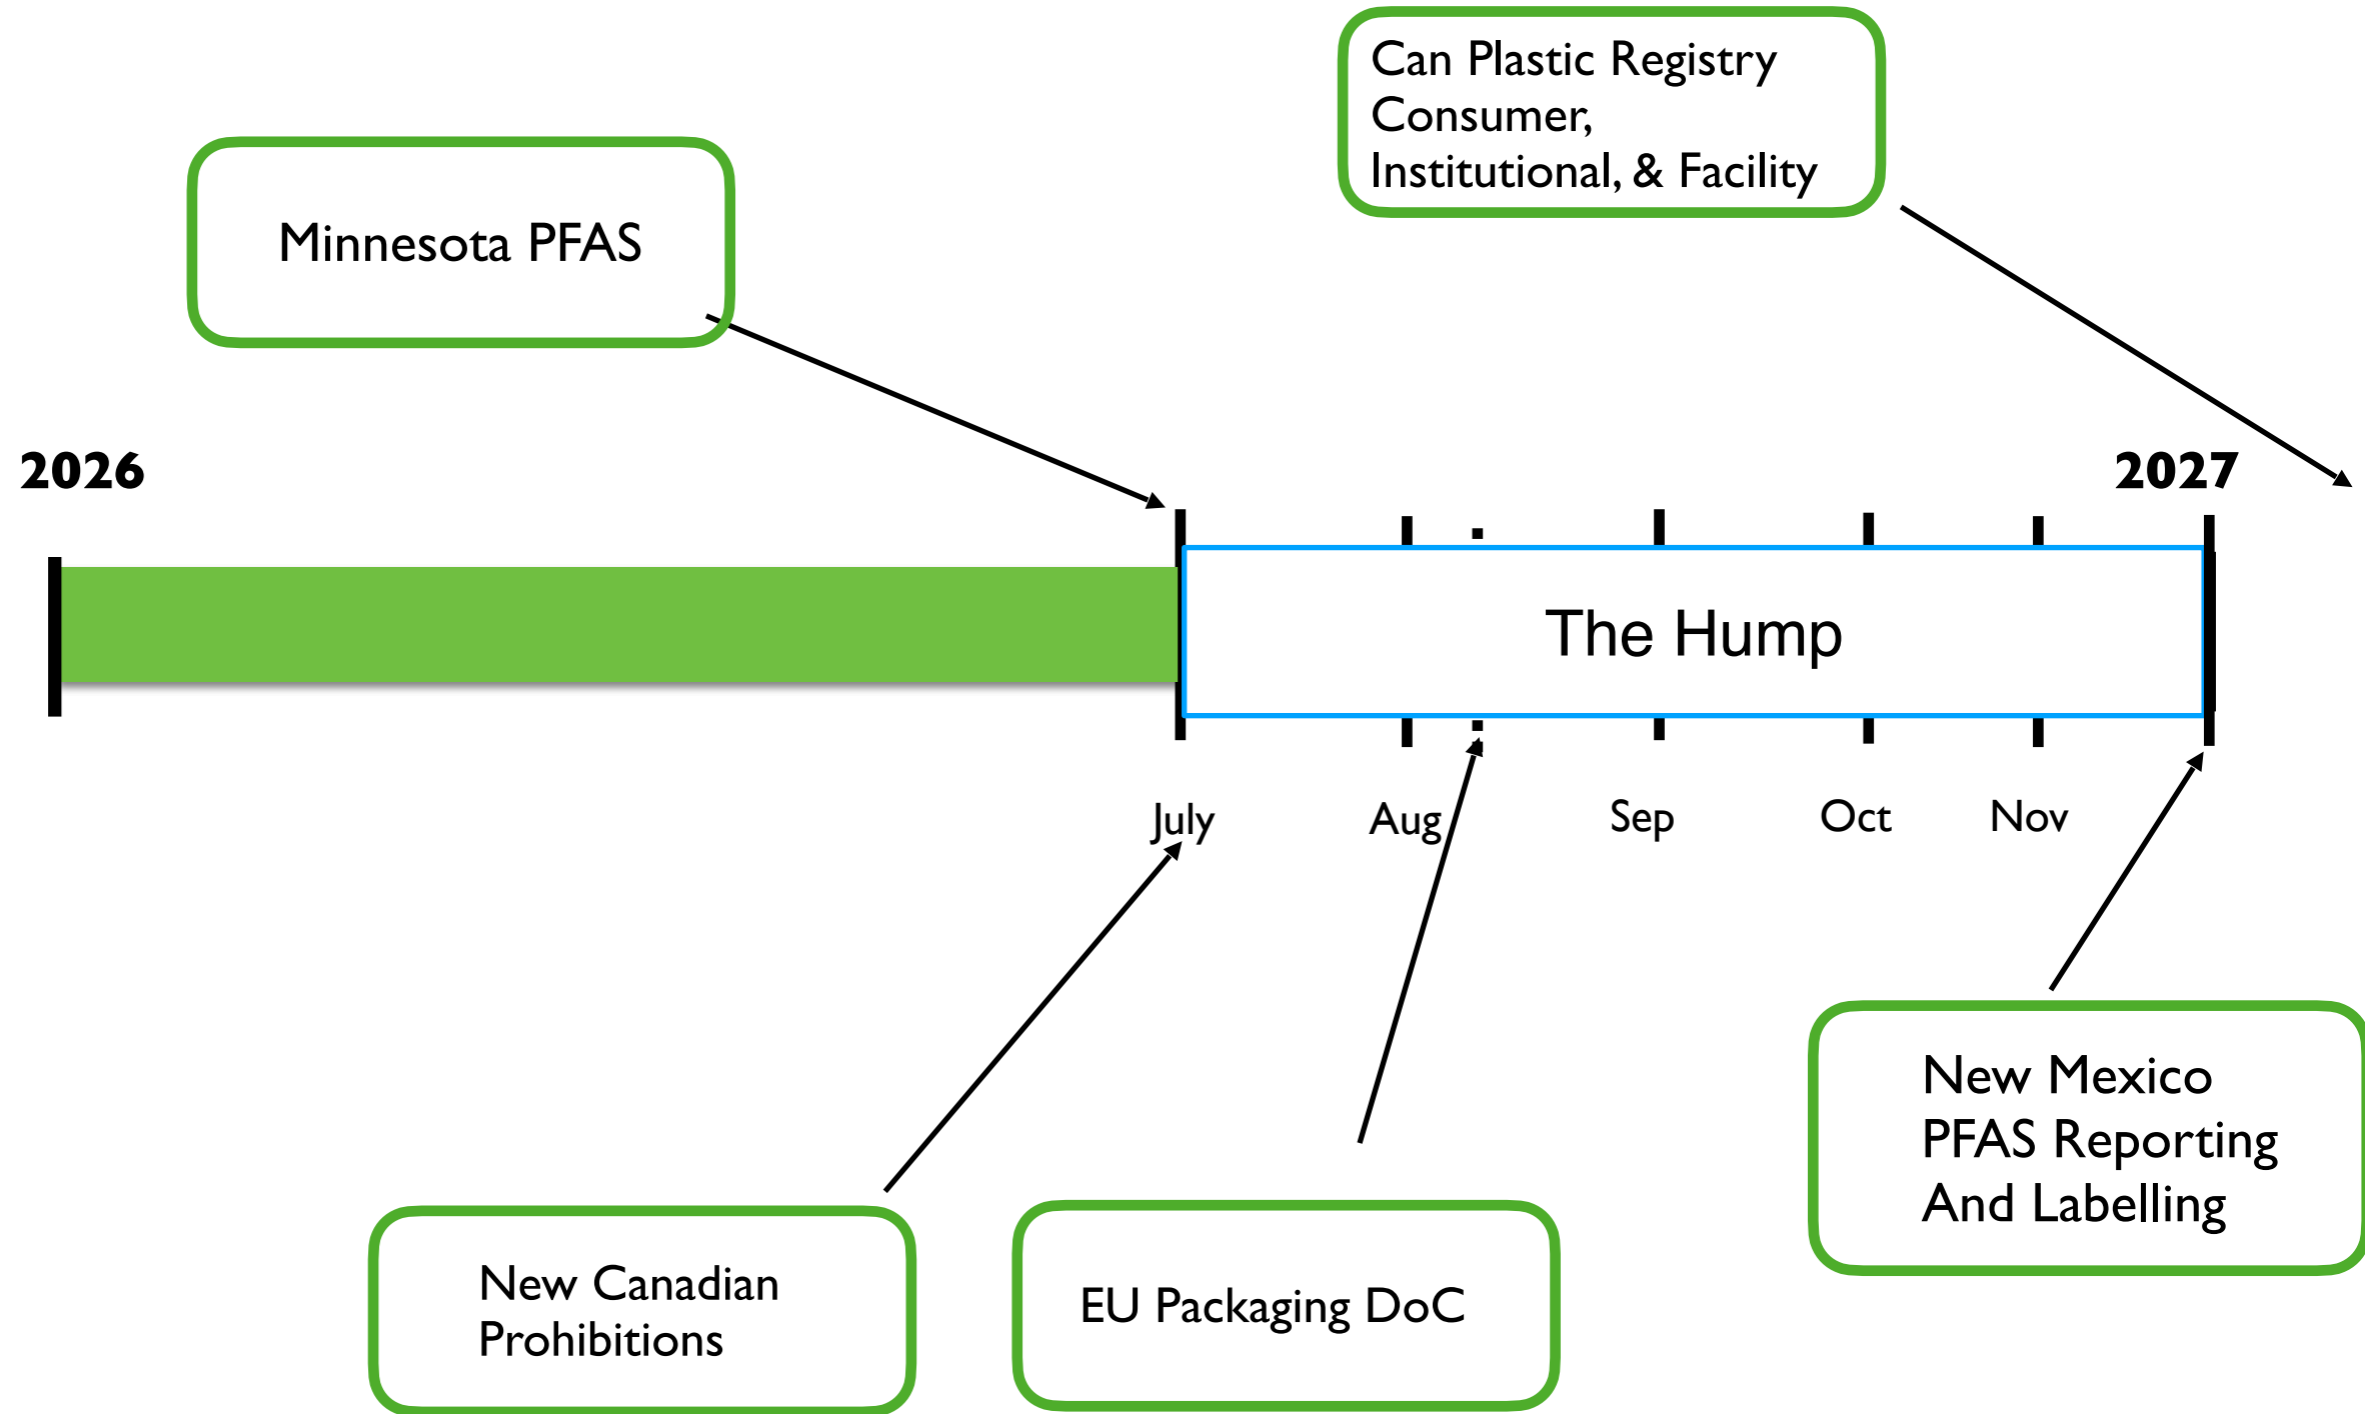 Can Plastic Registry
Consumer,
Institutional, & Facility
Minnesota PFAS
2026
2027
The Hump
July
Aug
Sep
Oct
Nov
New Mexico
PFAS Reporting
And Labelling
New Canadian
Prohibitions
EU Packaging DoC